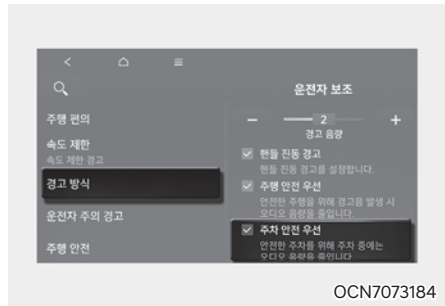 운전자 보조
주행 편의
속도 제한
속도 제한 경고
경고 방식
운전자 주의 경고
주행 안전
2
경고 음량
핸들 진동 경고
핸들 진동 경고를 설정합니다.
주행 안전 우선
안전한 주행을 위해 경고음 발생 시
오디오 음량을 줄입니다.
주차 안전 우선
안전한 주차를 위해 주차 중에는
오디오 음량을 줄입니다
OCN7073184